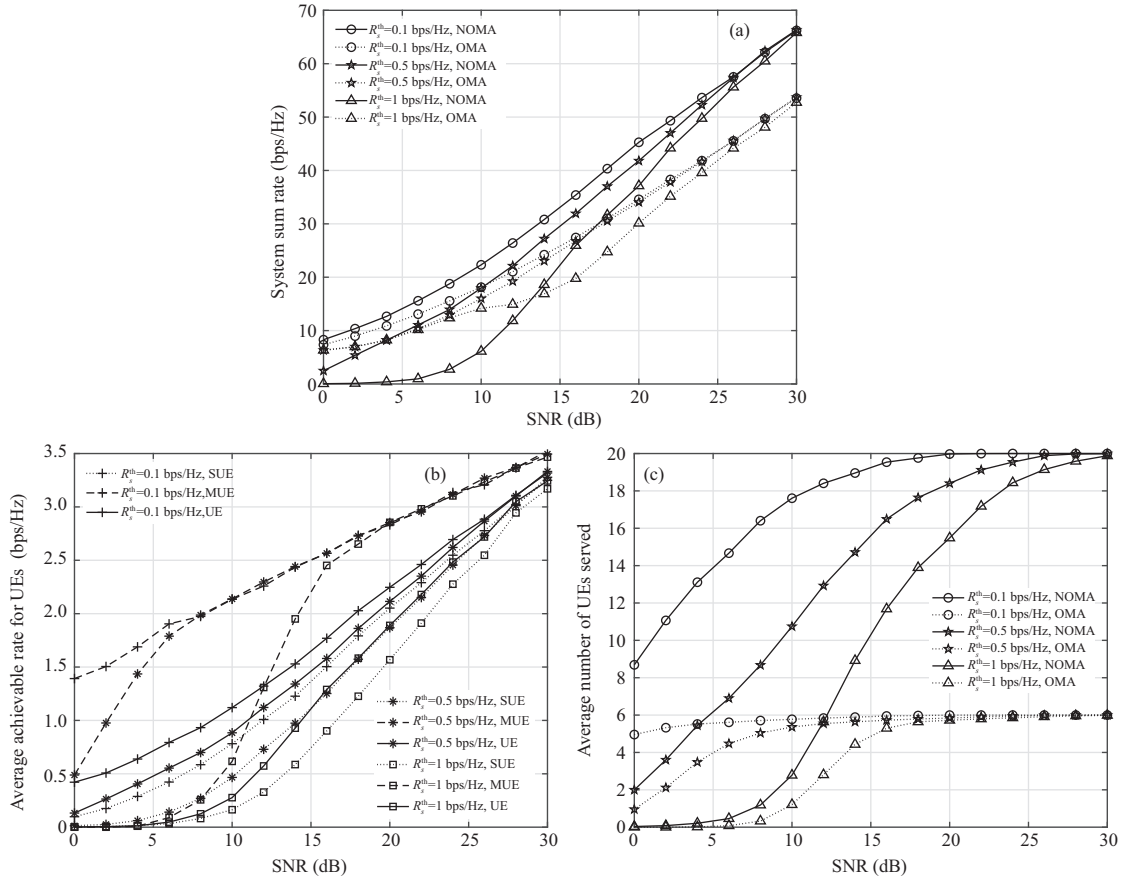 70
60
50
40
30
20
10
0
System sum rate (bps/Hz)
(a)
R_s^th=0.1 bps/Hz, NOMA
R_s^th=0.1 bps/Hz, OMA
R_s^th=0.5 bps/Hz, NOMA
R_s^th=0.5 bps/Hz, OMA
R_s^th=1 bps/Hz, NOMA
R_s^th=1 bps/Hz, OMA
0 5 10 15 20 25 30
SNR (dB)
3.5
3.0
2.5
2.0
1.5
1.0
0.5
0
Average achievable rate for UEs (bps/Hz)
(b)
R_s^th=0.1 bps/Hz, SUE
R_s^th=0.1 bps/Hz,MUE
R_s^th=0.1 bps/Hz,UE
R_s^th=0.5 bps/Hz, SUE
R_s^th=0.5 bps/Hz, MUE
R_s^th=0.5 bps/Hz, UE
R_s^th=1 bps/Hz, SUE
R_s^th=1 bps/Hz, MUE
R_s^th=1 bps/Hz, UE
0 5 10 15 20 25 30
SNR (dB)
20
18
16
14
12
10
8
6
4
2
0
Average number of UEs served
(c)
R_s^th=0.1 bps/Hz, NOMA
R_s^th=0.1 bps/Hz, OMA
R_s^th=0.5 bps/Hz, NOMA
R_s^th=0.5 bps/Hz, OMA
R_s^th=1 bps/Hz, NOMA
R_s^th=1 bps/Hz, OMA
0 5 10 15 20 25 30
SNR (dB)